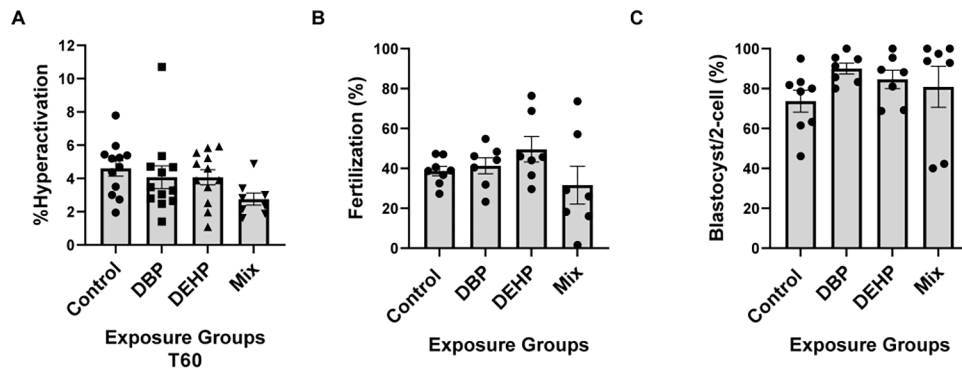 A
%Hyperactivation
12
10
8
6
4
2
0
Control
DBP
DEHP
Mix
Exposure Groups
T60
B
Fertilization (%)
100
80
60
40
20
0
Control
DBP
DEHP
Mix
Exposure Groups
C
Blastocyst/2-cell (%)
100
80
60
40
20
0
Control
DBP
DEHP
Mix
Exposure Groups